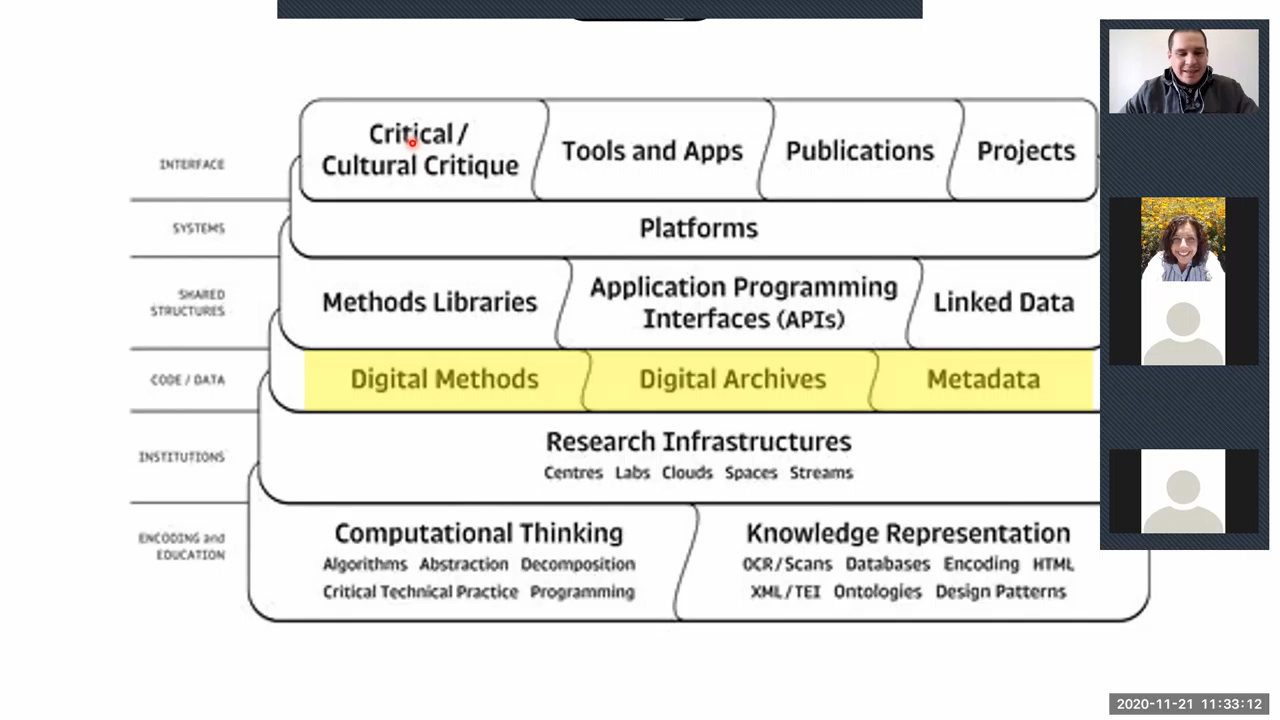 INTERFACE
Critical /
Cultural Critique
Tools and Apps
Publications
Projects
SYSTEMS
Platforms
SHARED
STRUCTURES
Methods Libraries
Application Programming
Interfaces (APIs)
Linked Data
CODE / DATA
Digital Methods
Digital Archives
Metadata
INSTITUTIONS
Research Infrastructures
Centres Labs Clouds Spaces Streams
ENCODING and
EDUCATION
Computational Thinking
Algorithms Abstraction Decomposition
Critical Technical Practice Programming
Knowledge Representation
OCR/Scans Databases Encoding HTML
XML/TEI Ontologies Design Patterns
2020-11-21 11:33:12